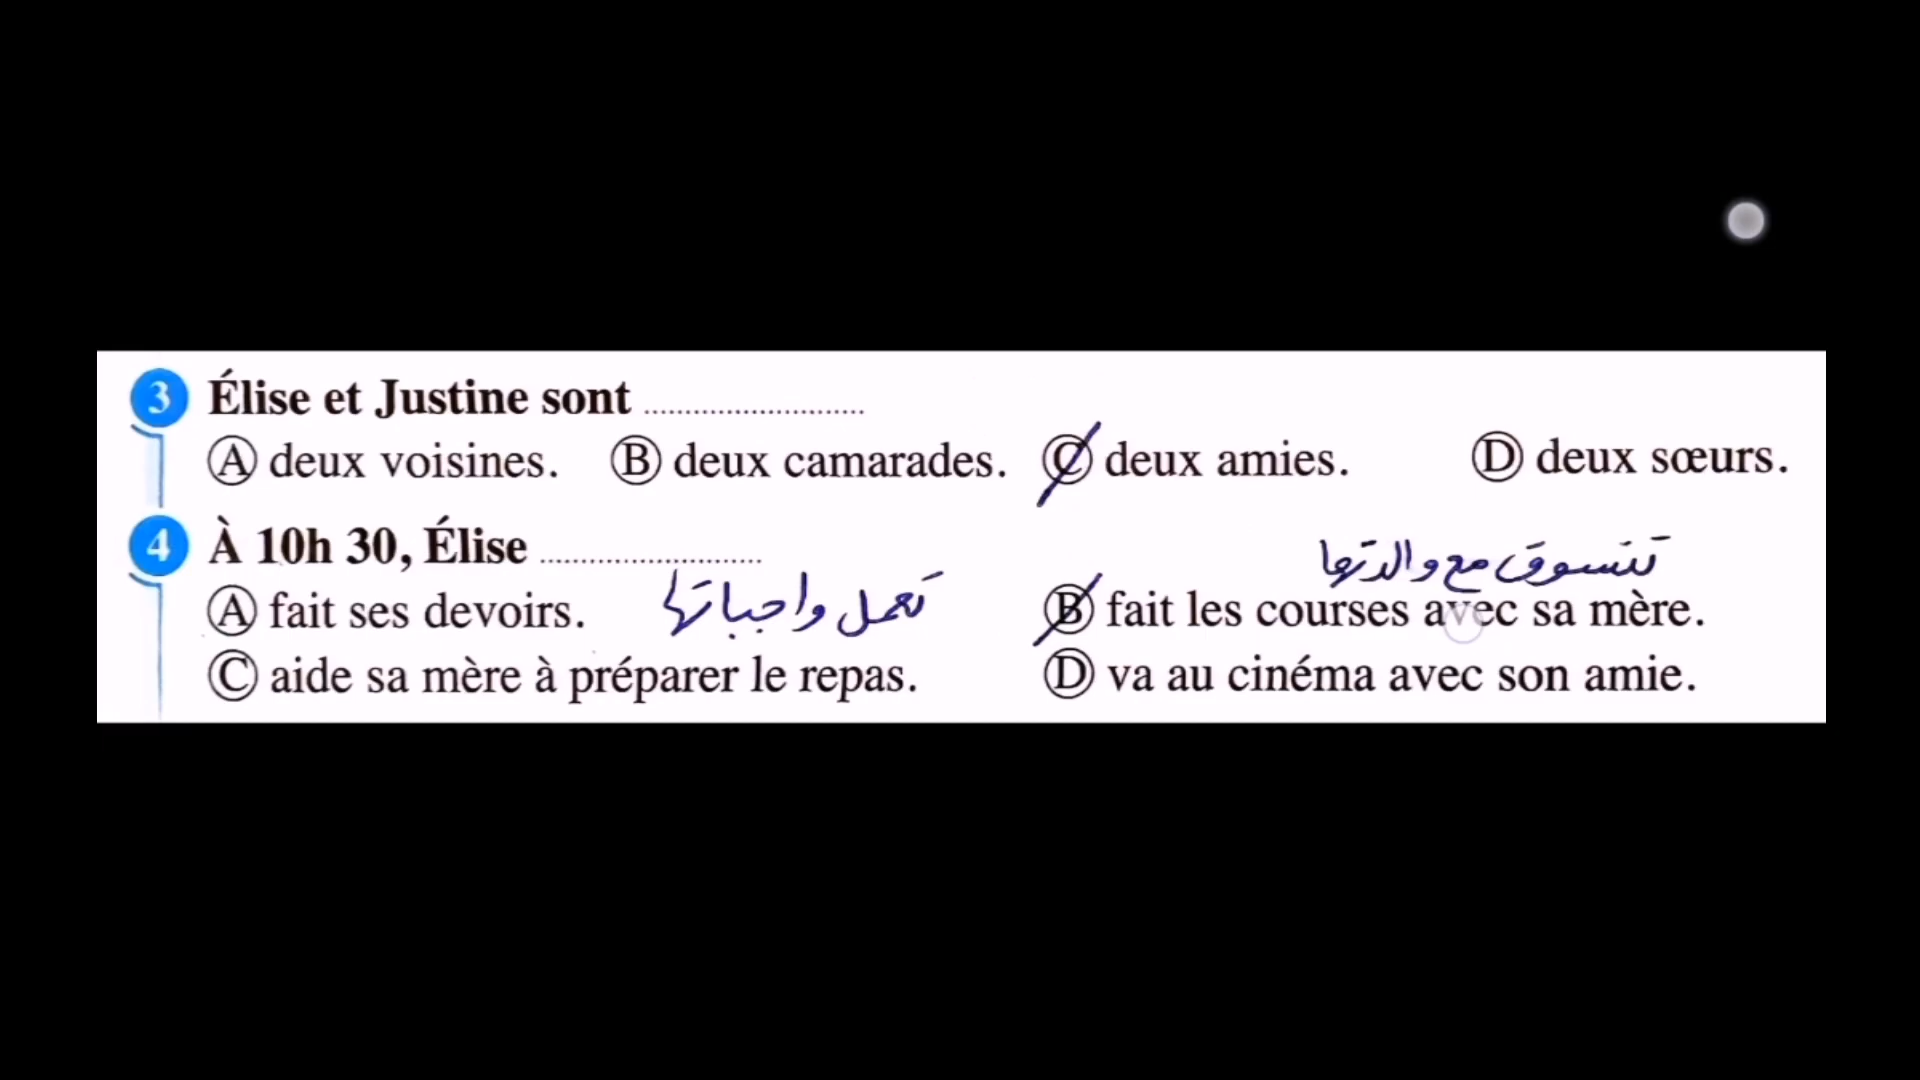 3 Élise et Justine sont ..........................
Ⓐ deux voisines. Ⓑ deux camarades. Ⓒ deux amies. Ⓓ deux sœurs.
4 À 10h 30, Élise ..........................
تتسوق مع والدتها
Ⓐ fait ses devoirs. تعمل واجباتها Ⓑ fait les courses avec sa mère.
Ⓒ aide sa mère à préparer le repas. Ⓓ va au cinéma avec son amie.